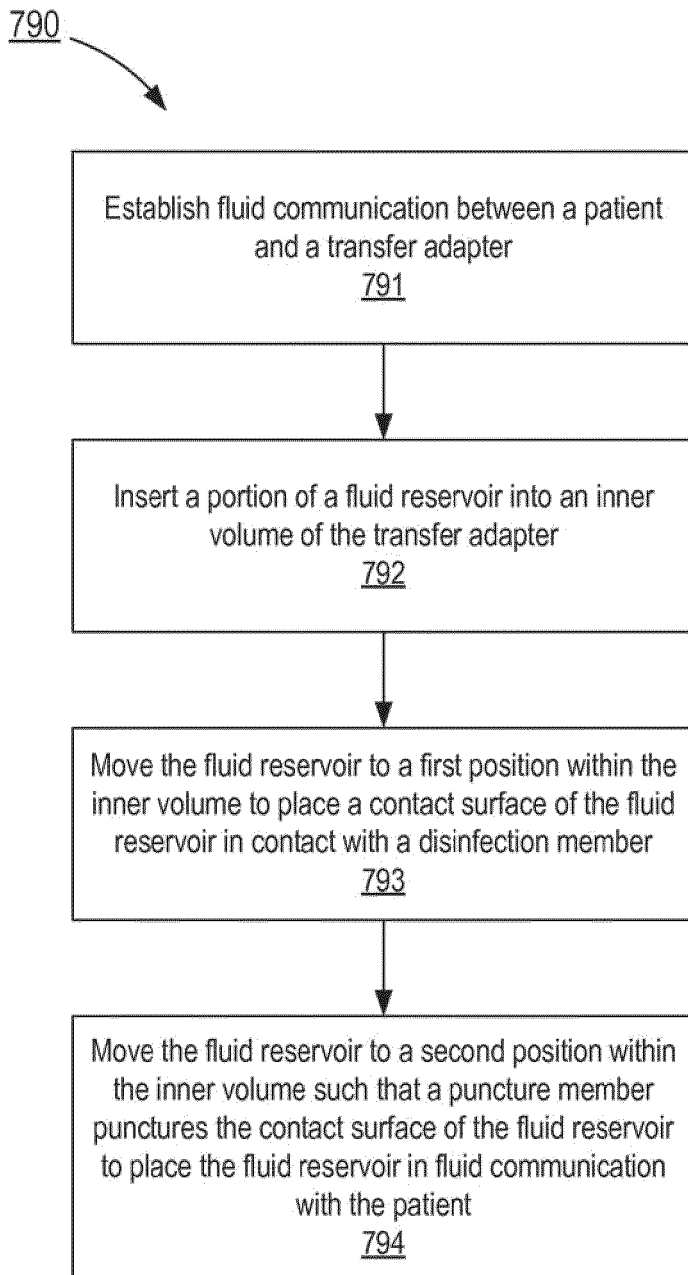 790
Establish fluid communication between a patient
and a transfer adapter
791
Insert a portion of a fluid reservoir into an inner
volume of the transfer adapter
792
Move the fluid reservoir to a first position within the
inner volume to place a contact surface of the fluid
reservoir in contact with a disinfection member
793
Move the fluid reservoir to a second position within
the inner volume such that a puncture member
punctures the contact surface of the fluid reservoir
to place the fluid reservoir in fluid communication
with the patient
794